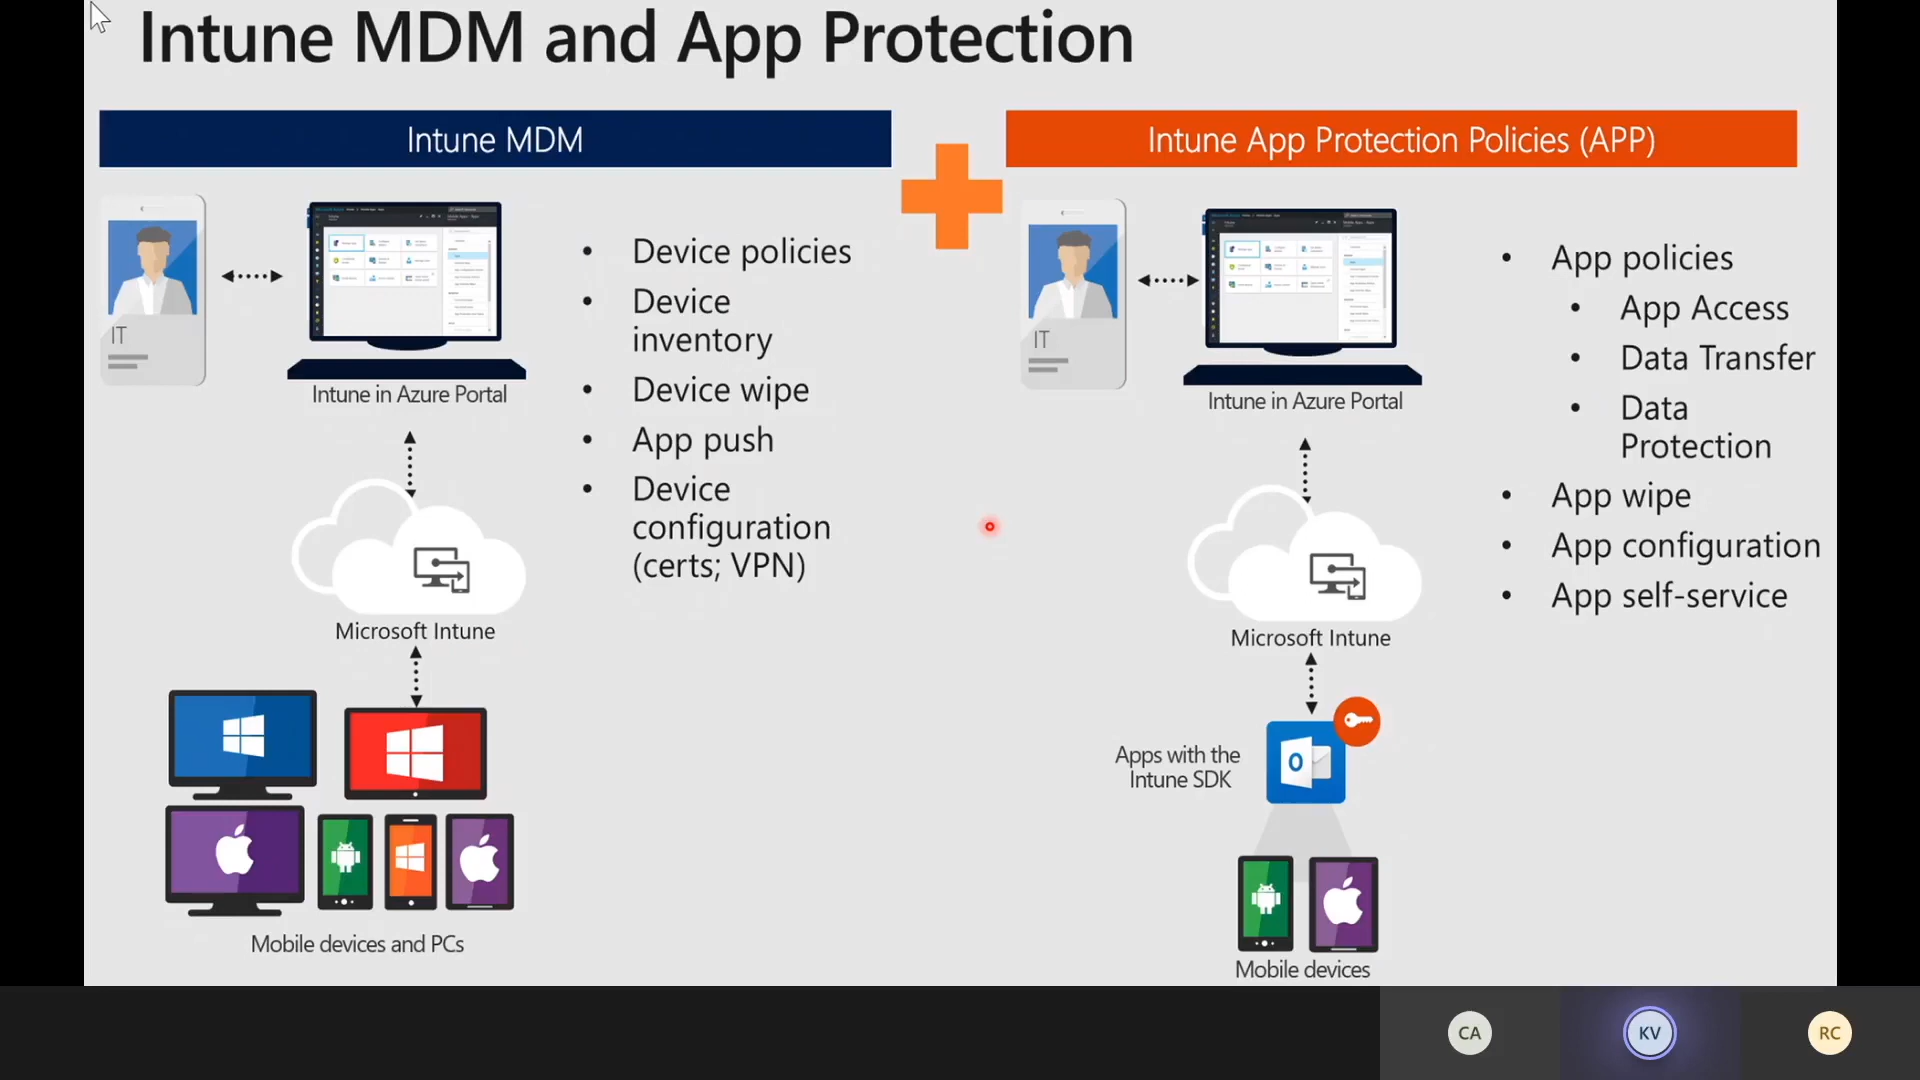 Intune MDM and App Protection
Intune MDM
IT
Intune in Azure Portal
• Device policies
• Device
inventory
• Device wipe
• App push
• Device
configuration
(certs; VPN)
Microsoft Intune
Mobile devices and PCs
Intune App Protection Policies (APP)
IT
Intune in Azure Portal
• App policies
• App Access
• Data Transfer
• Data
Protection
• App wipe
• App configuration
• App self-service
Microsoft Intune
Apps with the
Intune SDK
O
Mobile devices
CA
KV
RC